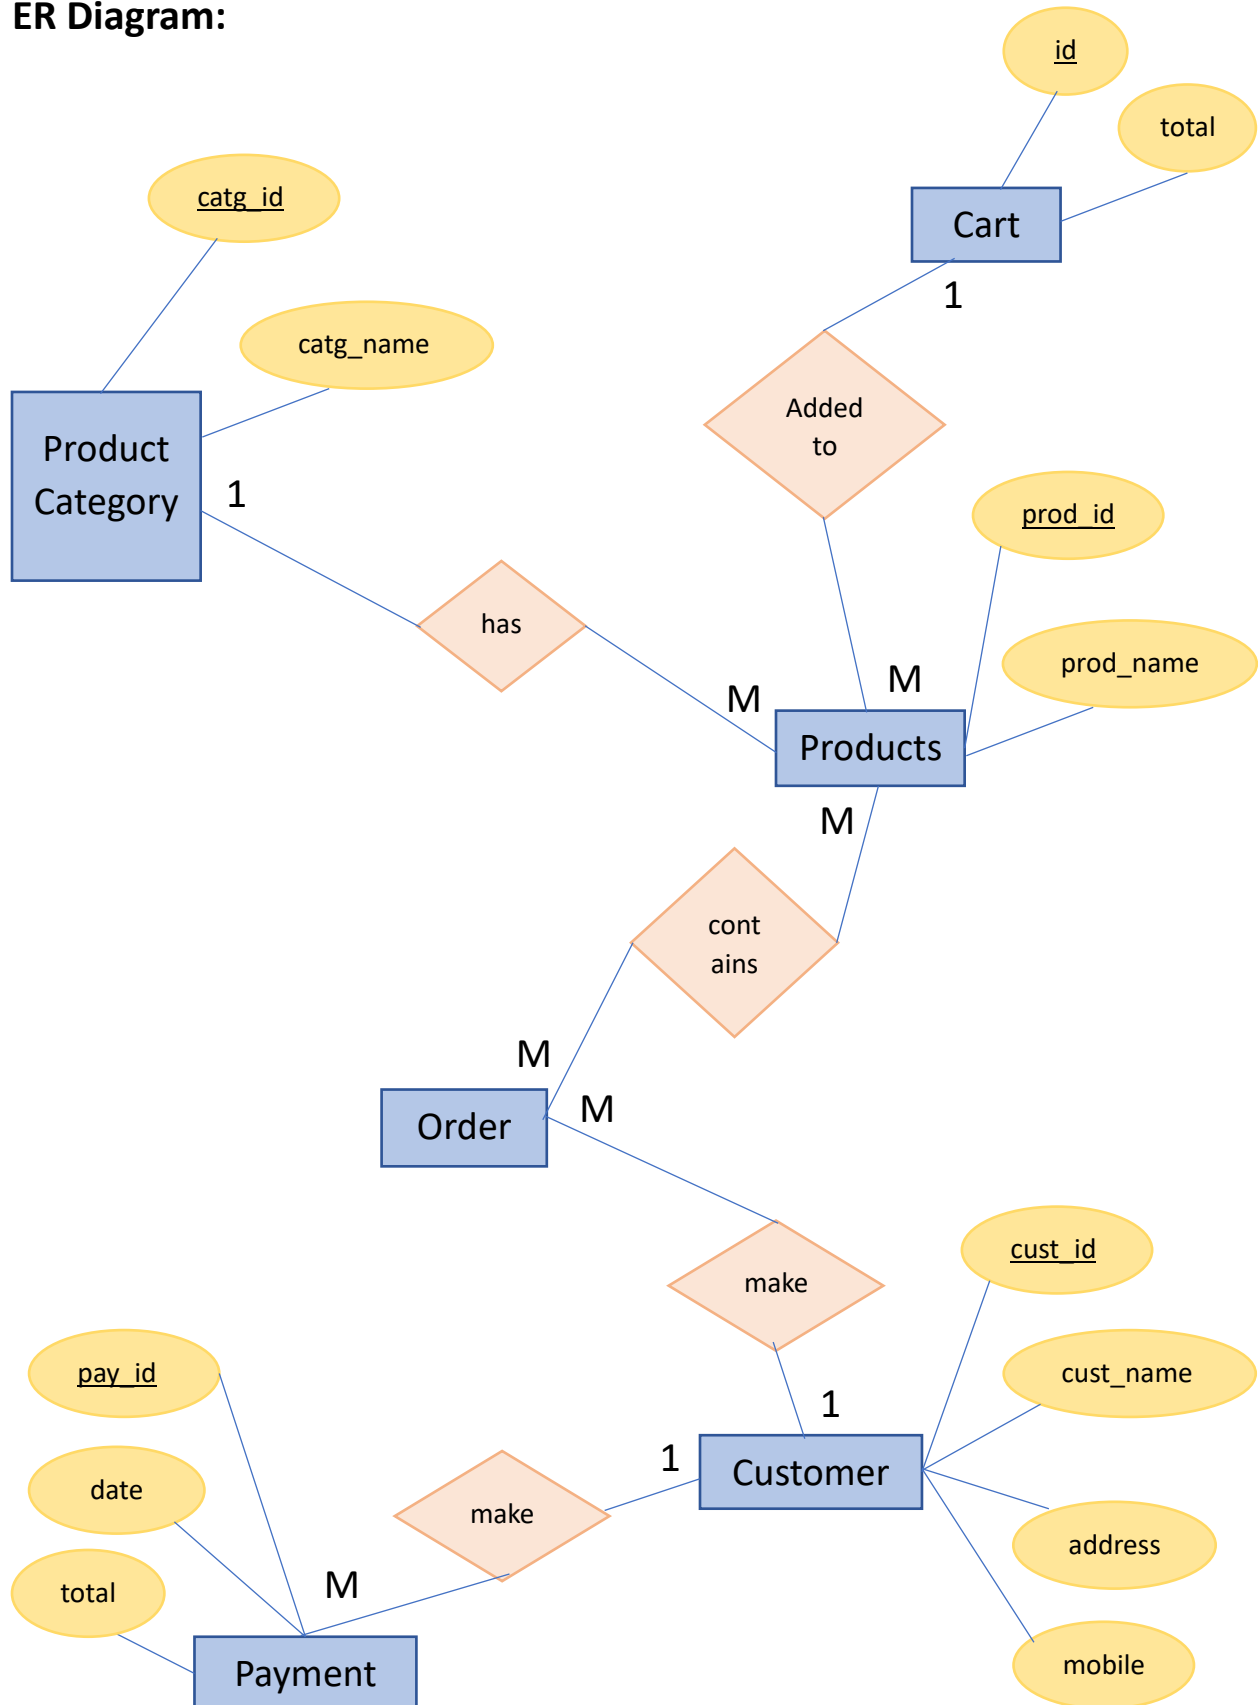 ER Diagram:
id
total
Cart
1
catg_id
catg_name
Product
Category
1
Added
to
prod_id
prod_name
has
M
M
Products
M
cont
ains
M
Order
M
make
cust_id
cust_name
1
Customer
address
mobile
1
make
pay_id
date
total
M
Payment